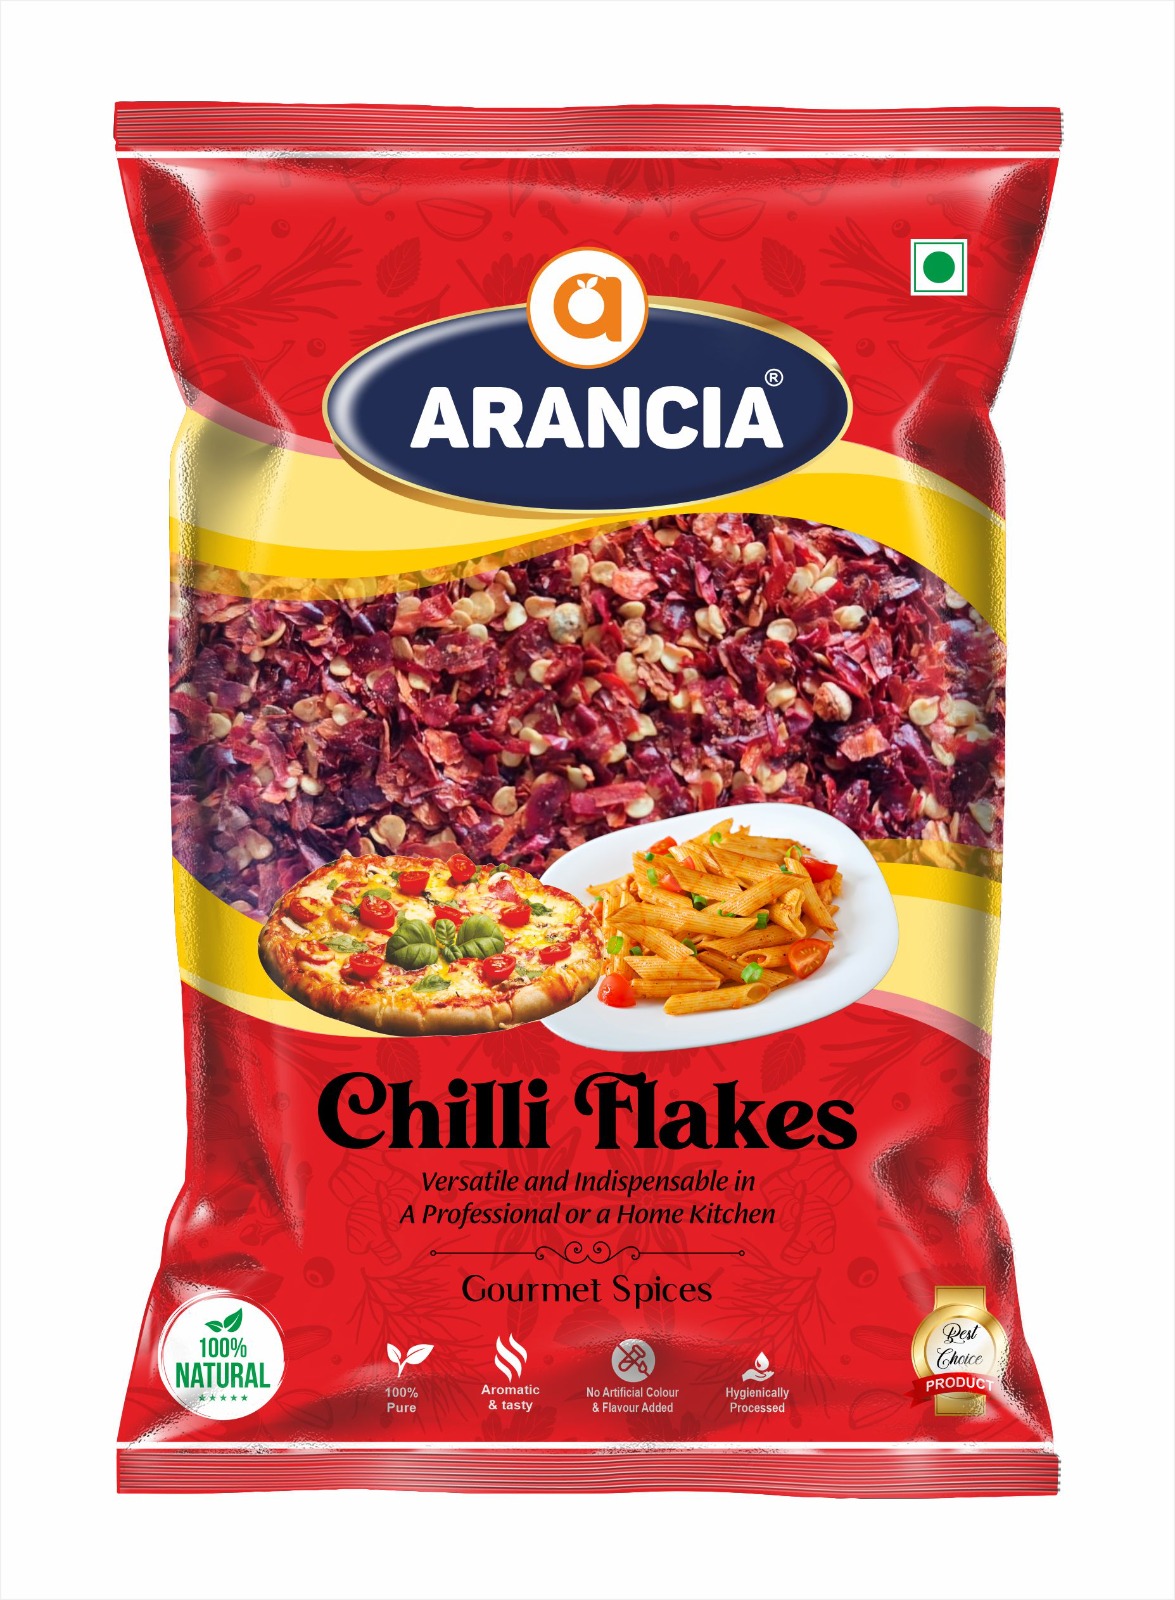 a
ARANCIA®
Chilli Flakes
Versatile and Indispensable in
A Professional or a Home Kitchen
Gourmet Spices
100%
NATURAL
100%
Pure
Aromatic
& tasty
No Artificial Colour
& Flavour Added
Hygienically
Processed
Best
Choice
PRODUCT